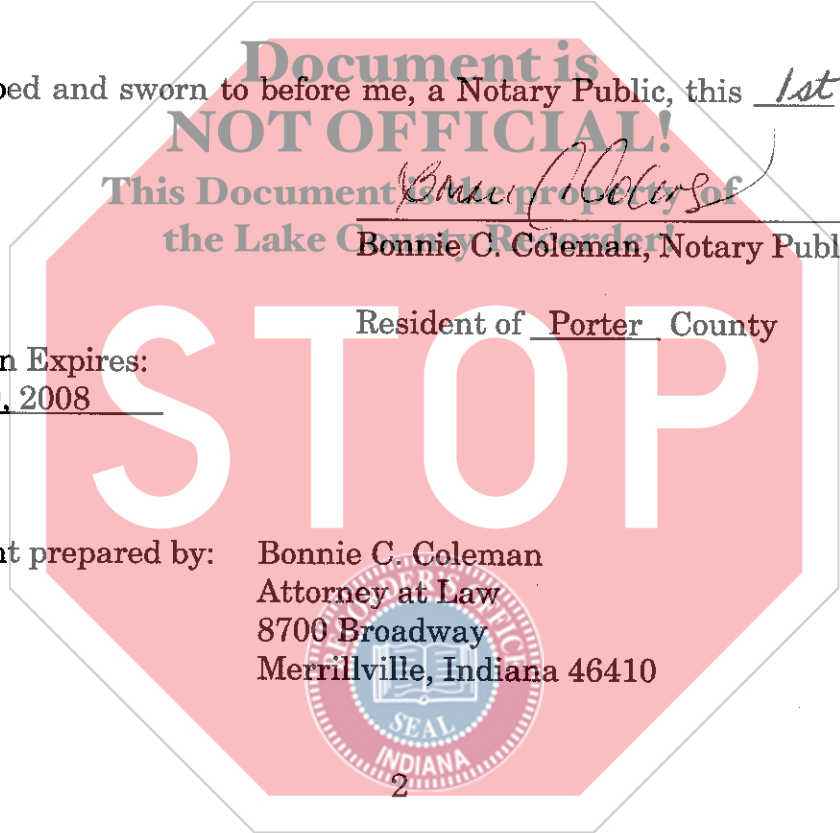 Document is
bed and sworn to before me, a Notary Public, this 1st
NOT OFFICIAL!
This Document is the property of
the Lake County Recorder!
Bonnie C. Coleman, Notary Publ
Resident of Porter County
n Expires:
, 2008
STOP
nt prepared by: Bonnie C. Coleman
Attorney at Law
8700 Broadway
Merrillville, Indiana 46410
RECORDER'S OFFICE
SEAL
INDIANA
2